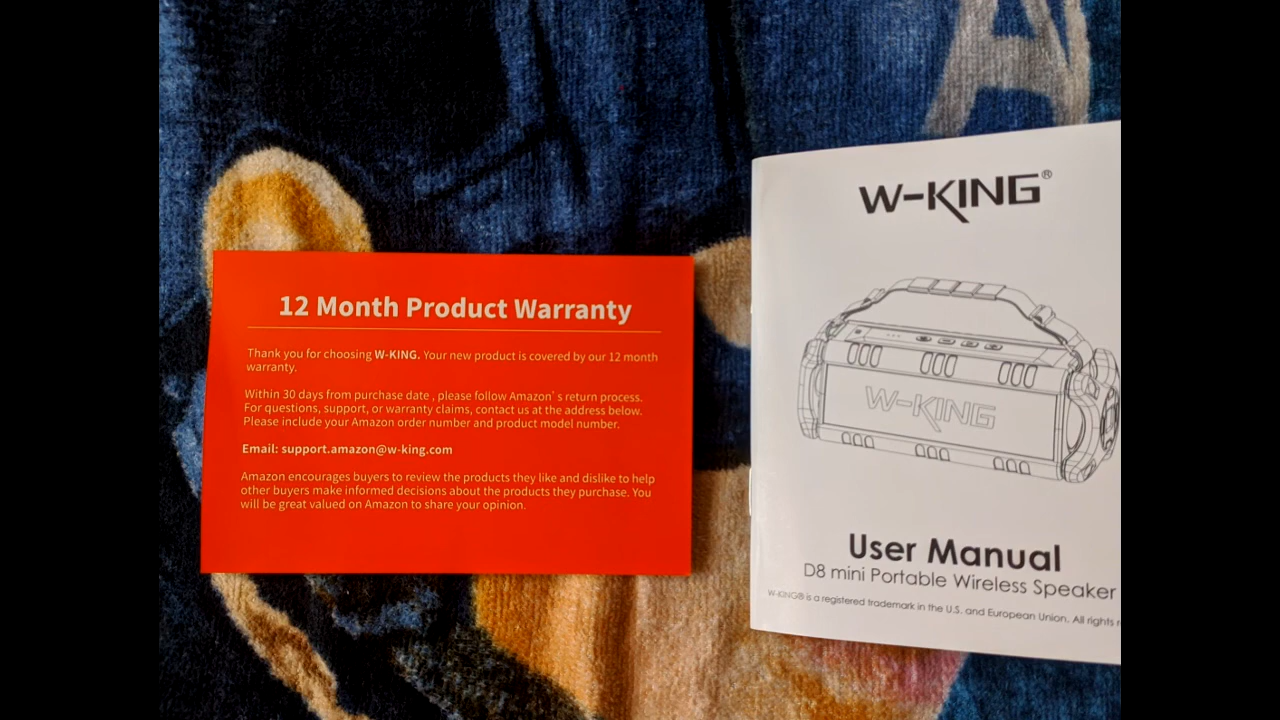 12 Month Product Warranty
Thank you for choosing W-KING. Your new product is covered by our 12 month
warranty.
Within 30 days from purchase date , please follow Amazon' s return process.
For questions, support, or warranty claims, contact us at the address below.
Please include your Amazon order number and product model number.
Email: support.amazon@w-king.com
Amazon encourages buyers to review the products they like and dislike to help
other buyers make informed decisions about the products they purchase. You
will be great valued on Amazon to share your opinion.
W-KING®
W-KING
User Manual
D8 mini Portable Wireless Speaker
W-KING® is a registered trademark in the U.S. and European Union. All rights